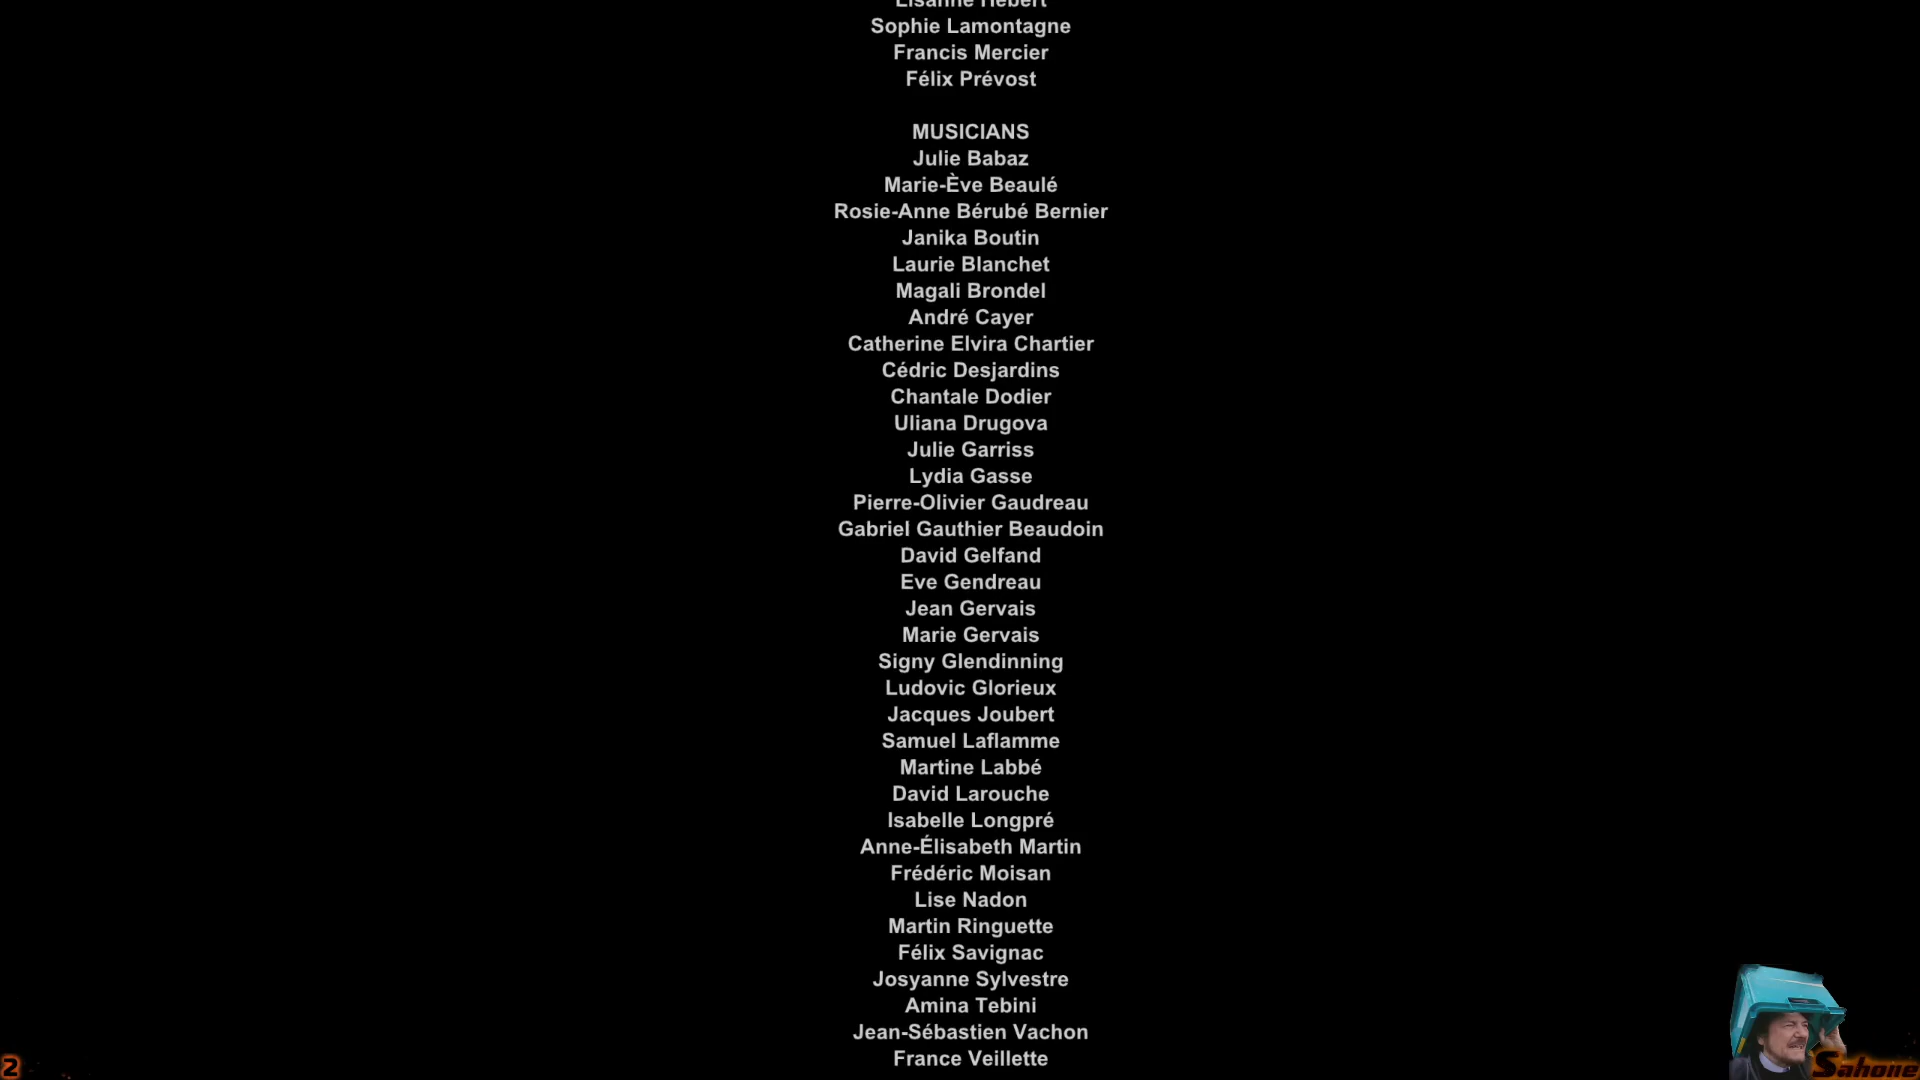 Lisanne Hébert
Sophie Lamontagne
Francis Mercier
Félix Prévost
MUSICIANS
Julie Babaz
Marie-Ève Beaulé
Rosie-Anne Bérubé Bernier
Janika Boutin
Laurie Blanchet
Magali Brondel
André Cayer
Catherine Elvira Chartier
Cédric Desjardins
Chantale Dodier
Uliana Drugova
Julie Garriss
Lydia Gasse
Pierre-Olivier Gaudreau
Gabriel Gauthier Beaudoin
David Gelfand
Eve Gendreau
Jean Gervais
Marie Gervais
Signy Glendinning
Ludovic Glorieux
Jacques Joubert
Samuel Laflamme
Martine Labbé
David Larouche
Isabelle Longpré
Anne-Élisabeth Martin
Frédéric Moisan
Lise Nadon
Martin Ringuette
Félix Savignac
Josyanne Sylvestre
Amina Tebini
Jean-Sébastien Vachon
France Veillette
2
Sahone